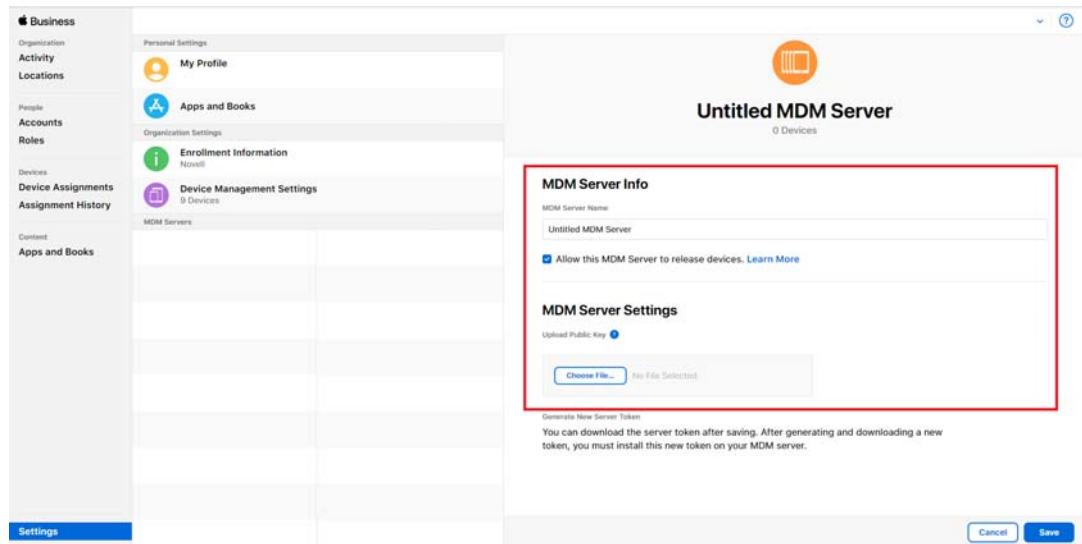 Business
Organization
Activity
Locations
People
Accounts
Roles
Devices
Device Assignments
Assignment History
Content
Apps and Books
Settings
Personal Settings
My Profile
Apps and Books
Organization Settings
Enrollment Information
Novell
Device Management Settings
9 Devices
MDM Servers
Untitled MDM Server
0 Devices
MDM Server Info
MDM Server Name
Untitled MDM Server
Allow this MDM Server to release devices. Learn More
MDM Server Settings
Upload Public Key ?
Choose File... No File Selected
Generate New Server Token
You can download the server token after saving. After generating and downloading a new
token, you must install this new token on your MDM server.
Cancel Save